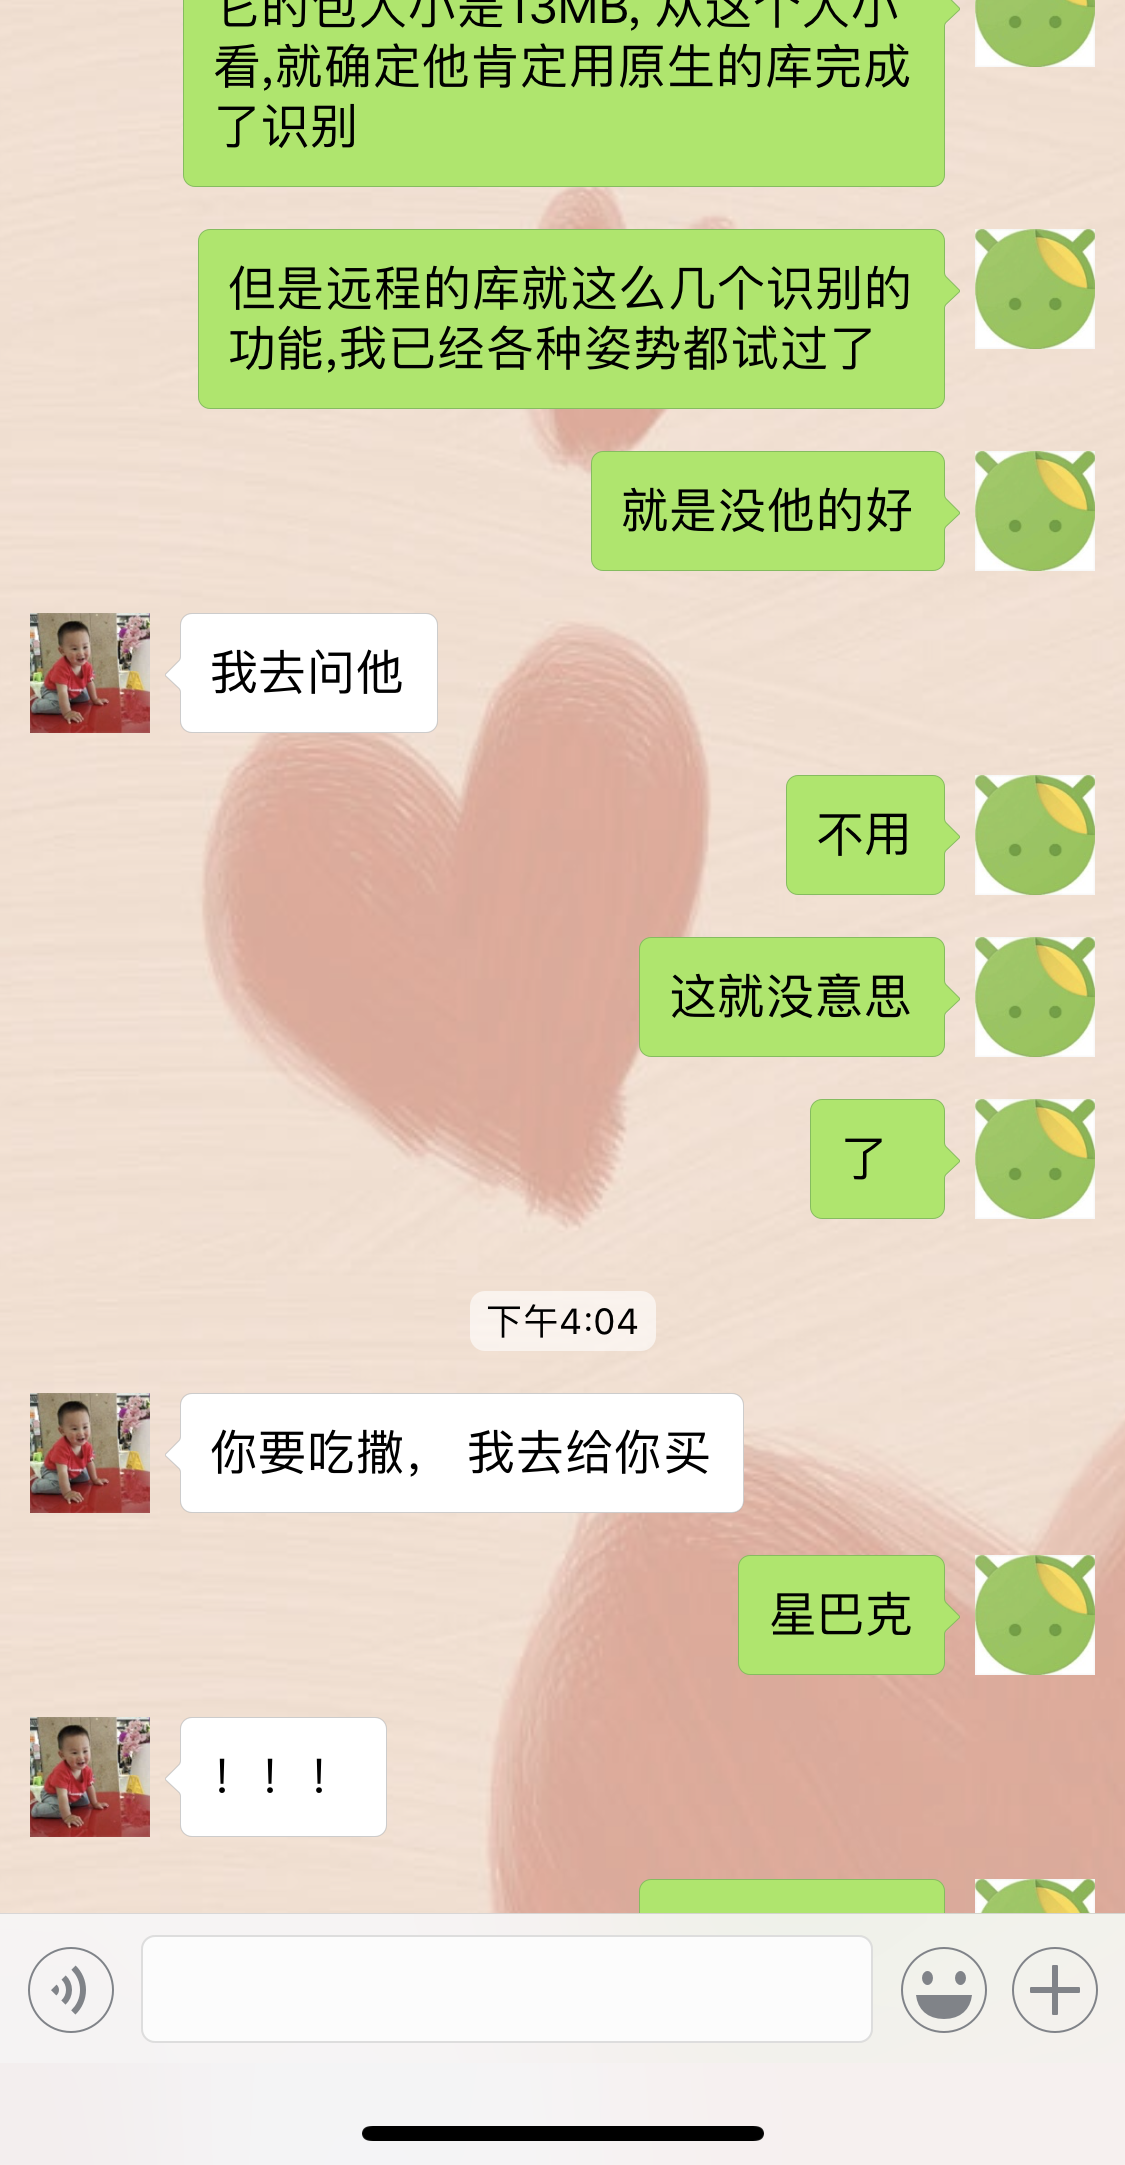 它的包大小是13MB, 从这个大小
看,就确定他肯定用原生的库完成
了识别
但是远程的库就这么几个识别的
功能,我已经各种姿势都试过了
就是没他的好
我去问他
不用
这就没意思
了
下午4:04
你要吃撒， 我去给你买
星巴克
！！！